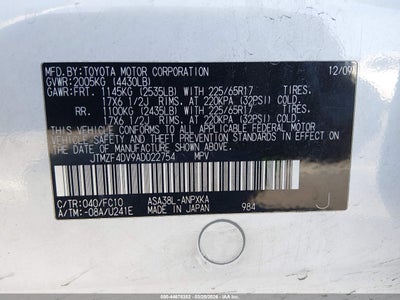 MFD. BY:TOYOTA MOTOR CORPORATION 12/09
GVWR:2005KG (4430LB)
GAWR:FRT. 1145KG (2535LB) WITH 225/65R17 TIRES.
17X6 1/2J RIMS. AT 220KPA (32PSI) COLD.
RR. 1100KG (2430LB) WITH 225/65R17 TIRES.
17X6 1/2J RIMS. AT 220KPA (32PSI) COLD.
THIS VEHICLE CONFORMS TO ALL APPLICABLE FEDERAL MOTOR
VEHICLE SAFETY, BUMPER, AND THEFT PREVENTION STANDARDS IN
EFFECT ON THE DATE OF MANUFACTURE SHOWN ABOVE.
JTMZF4DV9AD022754 MPV
C/TR:040/FC10 ASA38L-ANPXKA
A/TM:-08A/U241E MADE IN JAPAN 984 J